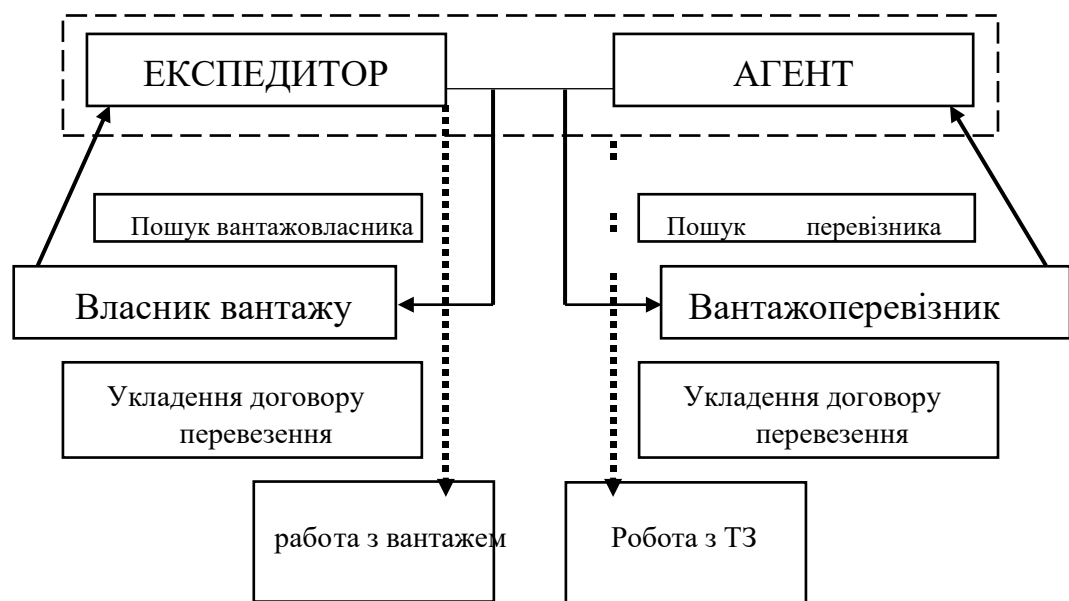 ЕКСПЕДИТОР
АГЕНТ
Пошук вантажовласника
Пошук перевізника
Власник вантажу
Вантажоперевізник
Укладення договору
перевезення
Укладення договору
перевезення
работа з вантажем
Робота з ТЗ